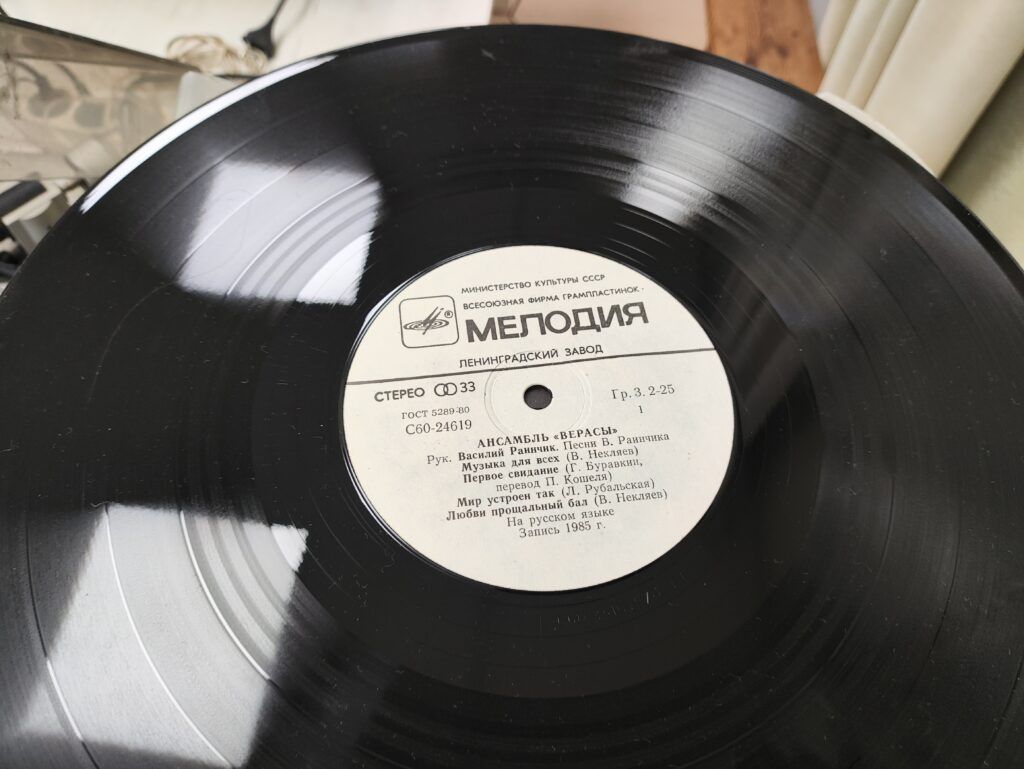 МИНИСТЕРСТВО КУЛЬТУРЫ СССР
ВСЕСОЮЗНАЯ ФИРМА ГРАМПЛАСТИНОК
®
МЕЛОДИЯ
ЛЕНИНГРАДСКИЙ ЗАВОД
СТЕРЕО 33
ГОСТ 5289-80
Гр. 3. 2-25
С60-24619
1
АНСАМБЛЬ «ВЕРАСЫ»
Рук. Василий Раинчик. Песни В. Раинчика
Музыка для всех (В. Некляев)
Первое свидание (Г. Буравкин,
перевод П. Кошеля)
Мир устроен так (Л. Рубальская)
Любви прощальный бал (В. Некляев)
На русском языке
Запись 1985 г.